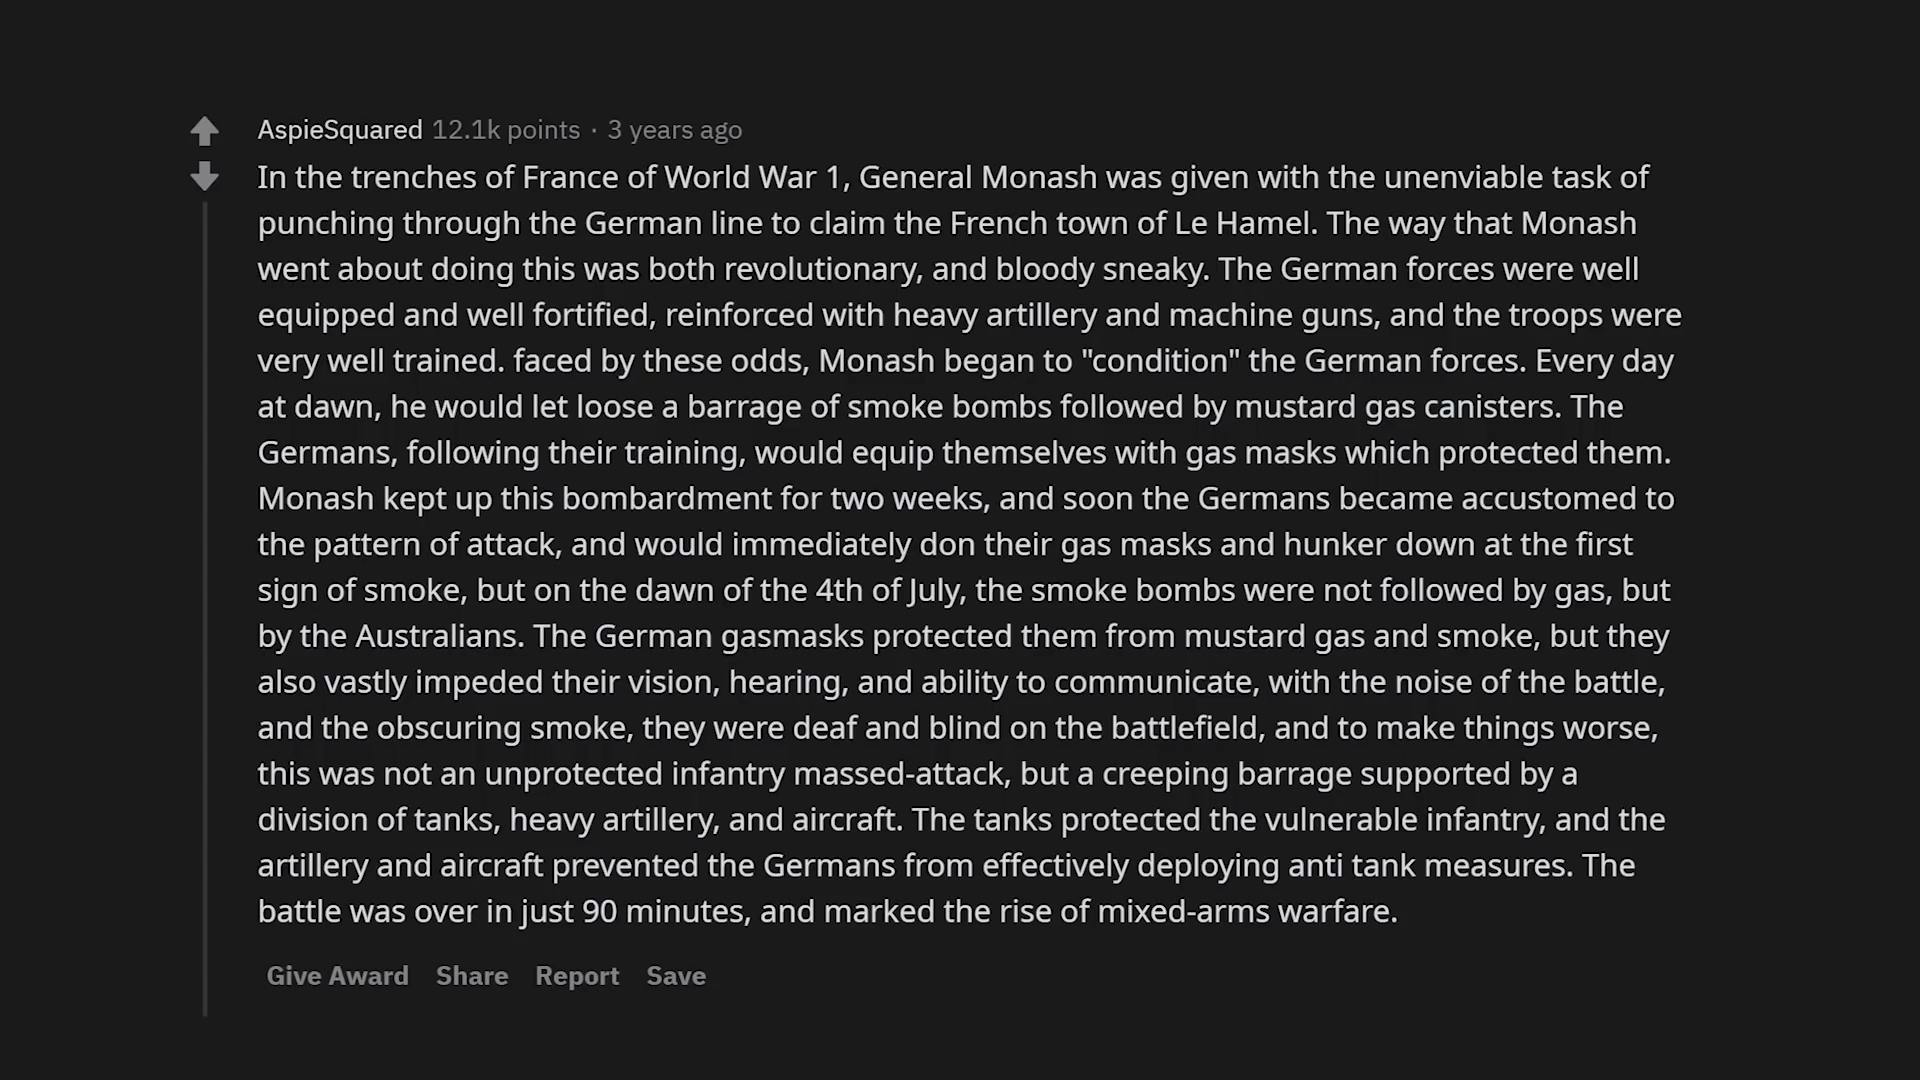 AspieSquared 12.1k points · 3 years ago
In the trenches of France of World War 1, General Monash was given with the unenviable task of
punching through the German line to claim the French town of Le Hamel. The way that Monash
went about doing this was both revolutionary, and bloody sneaky. The German forces were well
equipped and well fortified, reinforced with heavy artillery and machine guns, and the troops were
very well trained. faced by these odds, Monash began to "condition" the German forces. Every day
at dawn, he would let loose a barrage of smoke bombs followed by mustard gas canisters. The
Germans, following their training, would equip themselves with gas masks which protected them.
Monash kept up this bombardment for two weeks, and soon the Germans became accustomed to
the pattern of attack, and would immediately don their gas masks and hunker down at the first
sign of smoke, but on the dawn of the 4th of July, the smoke bombs were not followed by gas, but
by the Australians. The German gasmasks protected them from mustard gas and smoke, but they
also vastly impeded their vision, hearing, and ability to communicate, with the noise of the battle,
and the obscuring smoke, they were deaf and blind on the battlefield, and to make things worse,
this was not an unprotected infantry massed-attack, but a creeping barrage supported by a
division of tanks, heavy artillery, and aircraft. The tanks protected the vulnerable infantry, and the
artillery and aircraft prevented the Germans from effectively deploying anti tank measures. The
battle was over in just 90 minutes, and marked the rise of mixed-arms warfare.
Give Award Share Report Save